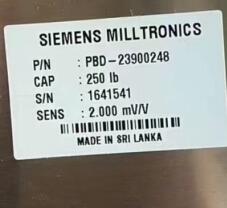 SIEMENS MILLTRONICS
P/N : PBD-23900248
CAP : 250 lb
S/N : 1641541
SENS : 2.000 mV/V
MADE IN SRI LANKA